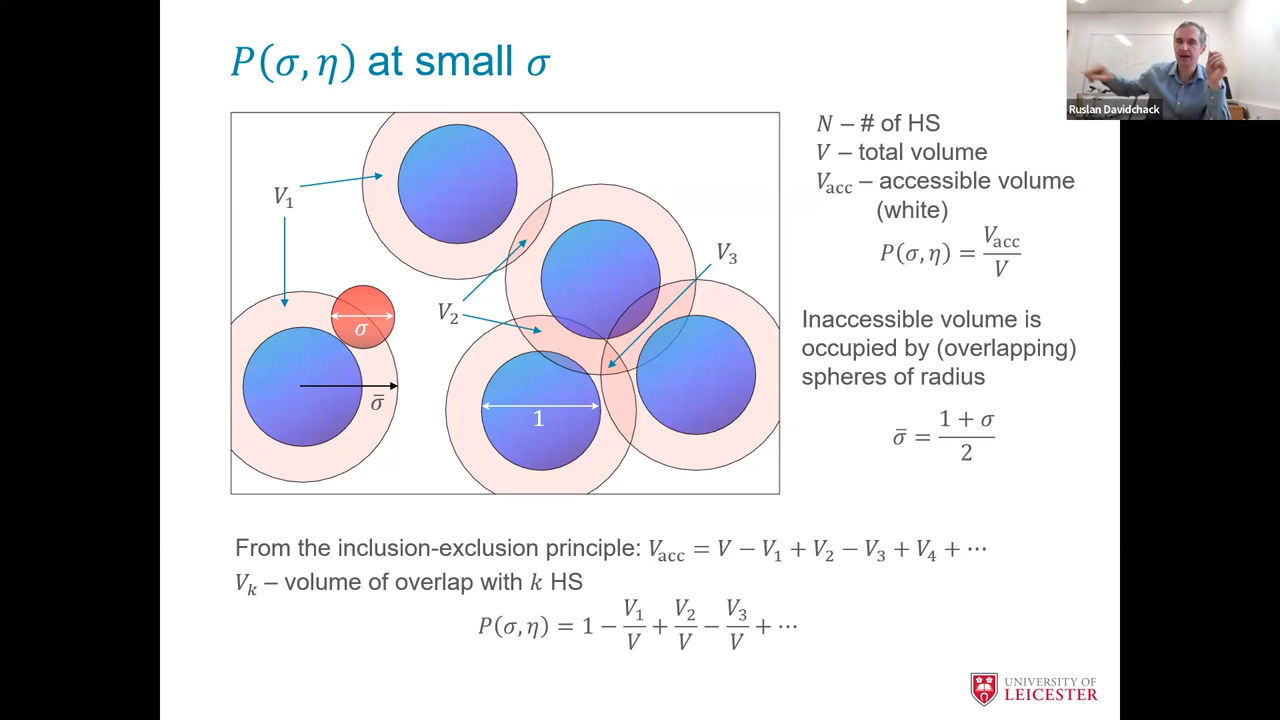 P(σ, η) at small σ
Ruslan Davidchack
N – # of HS
V – total volume
V_acc – accessible volume
(white)
P(σ, η) = V_acc / V
V₁
V₂
V₃
σ
σ̄
1
Inaccessible volume is
occupied by (overlapping)
spheres of radius
σ̄ = (1 + σ) / 2
From the inclusion-exclusion principle: V_acc = V − V₁ + V₂ − V₃ + V₄ + ⋯
V_k – volume of overlap with k HS
P(σ, η) = 1 − V₁/V + V₂/V − V₃/V + ⋯
UNIVERSITY OF
LEICESTER